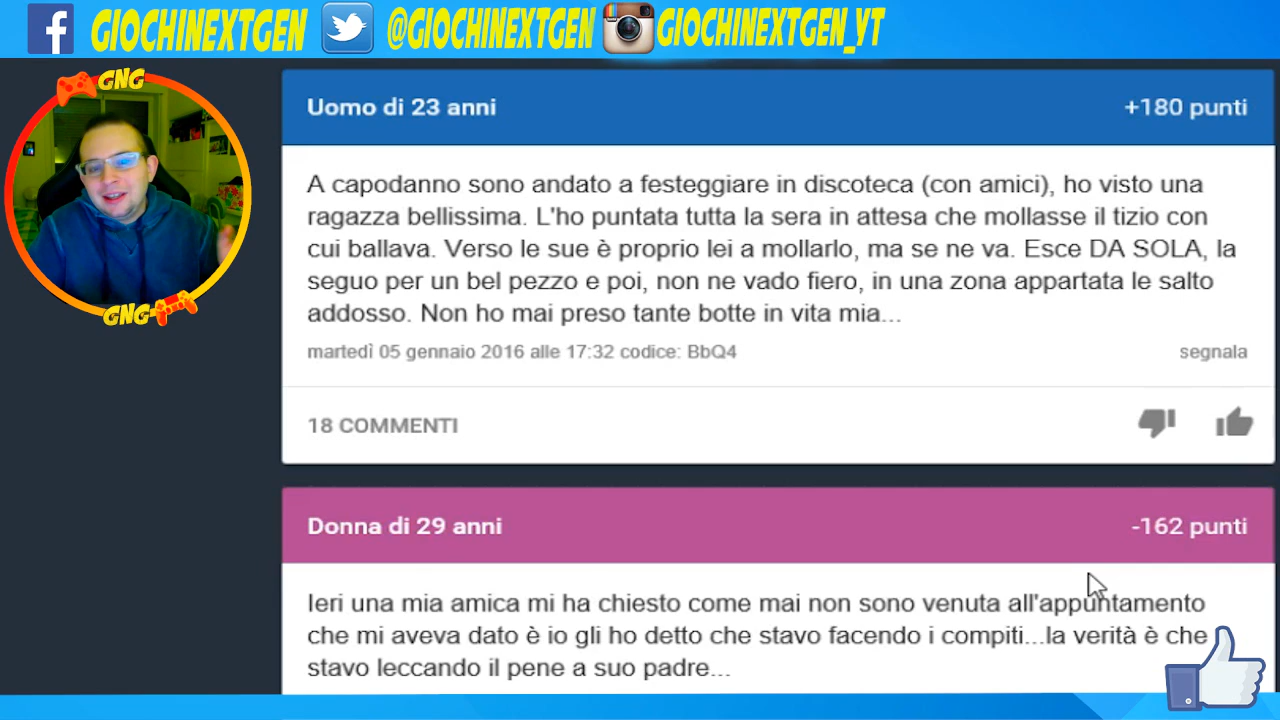 GIOCHINEXTGEN @GIOCHINEXTGEN GIOCHINEXTGEN_YT
GNG
GNG
Uomo di 23 anni +180 punti
A capodanno sono andato a festeggiare in discoteca (con amici), ho visto una
ragazza bellissima. L'ho puntata tutta la sera in attesa che mollasse il tizio con
cui ballava. Verso le sue è proprio lei a mollarlo, ma se ne va. Esce DA SOLA, la
seguo per un bel pezzo e poi, non ne vado fiero, in una zona appartata le salto
addosso. Non ho mai preso tante botte in vita mia...
martedì 05 gennaio 2016 alle 17:32 codice: BbQ4 segnala
18 COMMENTI
Donna di 29 anni -162 punti
Ieri una mia amica mi ha chiesto come mai non sono venuta all'appuntamento
che mi aveva dato è io gli ho detto che stavo facendo i compiti...la verità è che
stavo leccando il pene a suo padre...